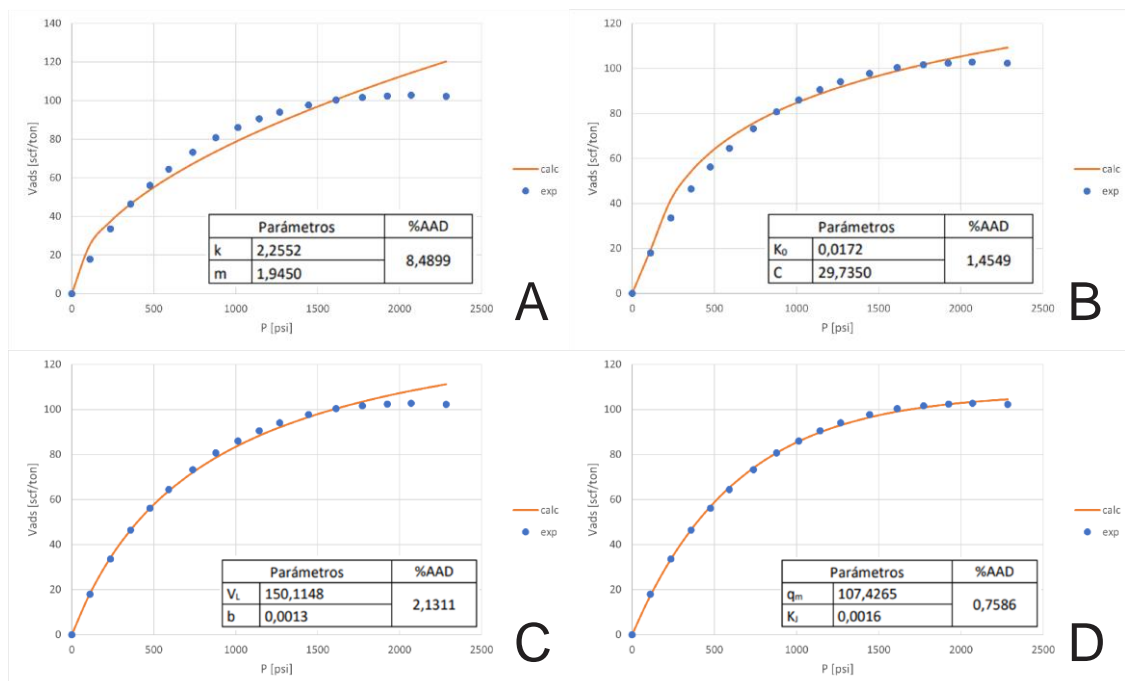 140
120
100
80
60
40
20
0
Vads [scf/ton]
calc
exp
Parámetros %AAD
k 2,2552
8,4899
m 1,9450
0 500 1000 1500 2000 2500
P [psi]
A
120
100
80
60
40
20
0
Vads [scf/ton]
calc
exp
Parámetros %AAD
K₀ 0,0172
1,4549
C 29,7350
0 500 1000 1500 2000 2500
P [psi]
B
120
100
80
60
40
20
0
Vads [scf/ton]
calc
exp
Parámetros %AAD
V_L 150,1148
2,1311
b 0,0013
0 500 1000 1500 2000 2500
P [psi]
C
120
100
80
60
40
20
0
Vads [scf/ton]
calc
exp
Parámetros %AAD
qₘ 107,4265
0,7586
K_J 0,0016
0 500 1000 1500 2000 2500
P [psi]
D